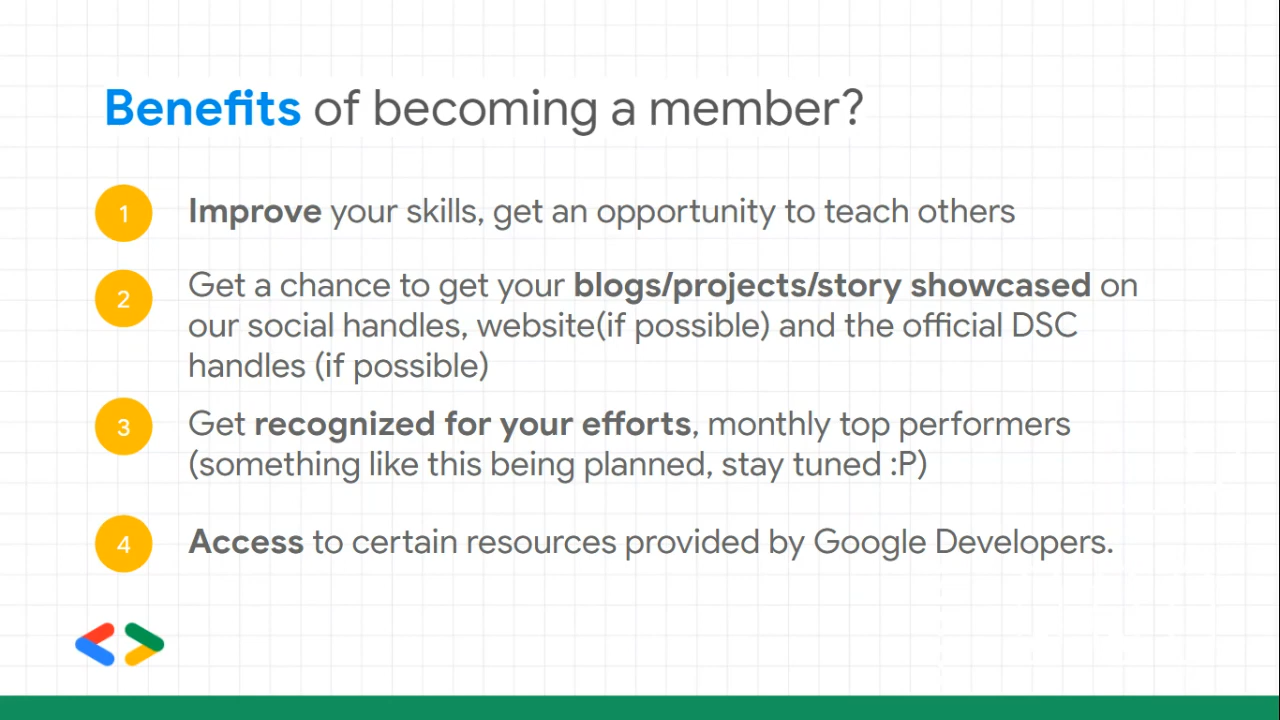 Benefits of becoming a member?
1 Improve your skills, get an opportunity to teach others
2 Get a chance to get your blogs/projects/story showcased on
our social handles, website(if possible) and the official DSC
handles (if possible)
3 Get recognized for your efforts, monthly top performers
(something like this being planned, stay tuned :P)
4 Access to certain resources provided by Google Developers.